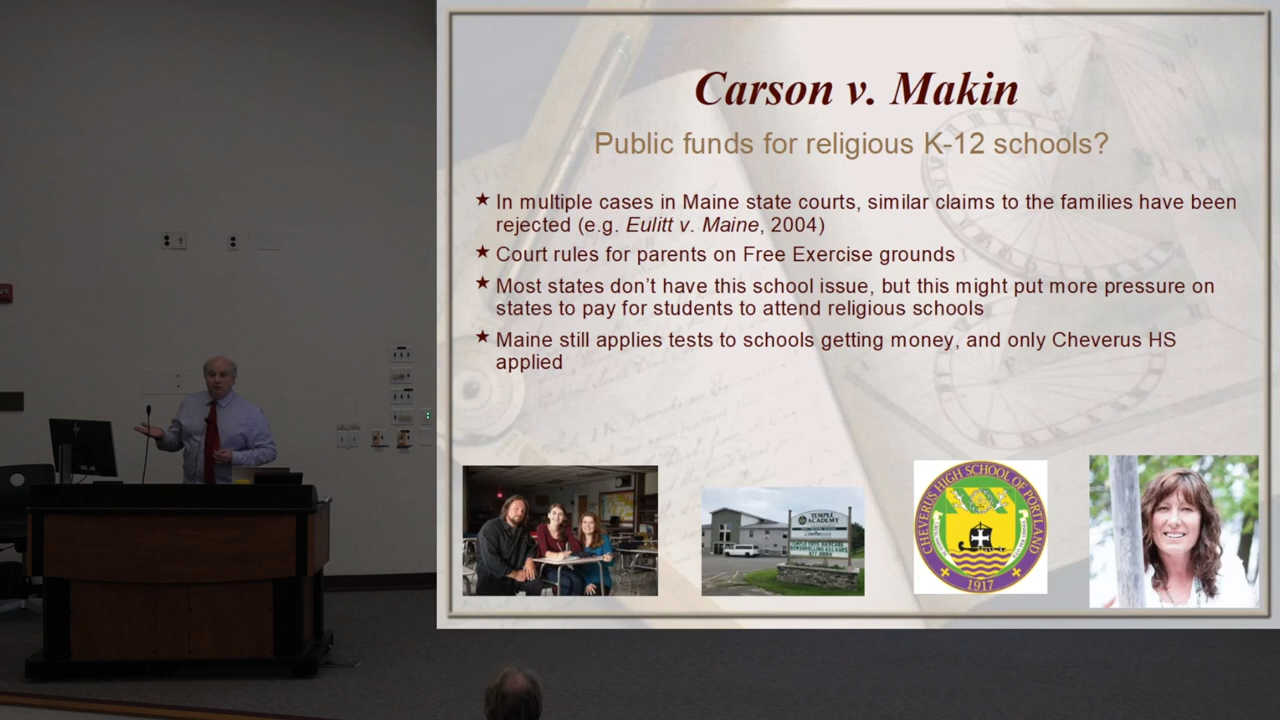 Carson v. Makin
Public funds for religious K-12 schools?
In multiple cases in Maine state courts, similar claims to the families have been
rejected (e.g. Eulitt v. Maine, 2004)
Court rules for parents on Free Exercise grounds
Most states don't have this school issue, but this might put more pressure on
states to pay for students to attend religious schools
Maine still applies tests to schools getting money, and only Cheverus HS
applied
TEMPLE
ACADEMY
CHEVERUS HIGH SCHOOL OF PORTLAND
1917